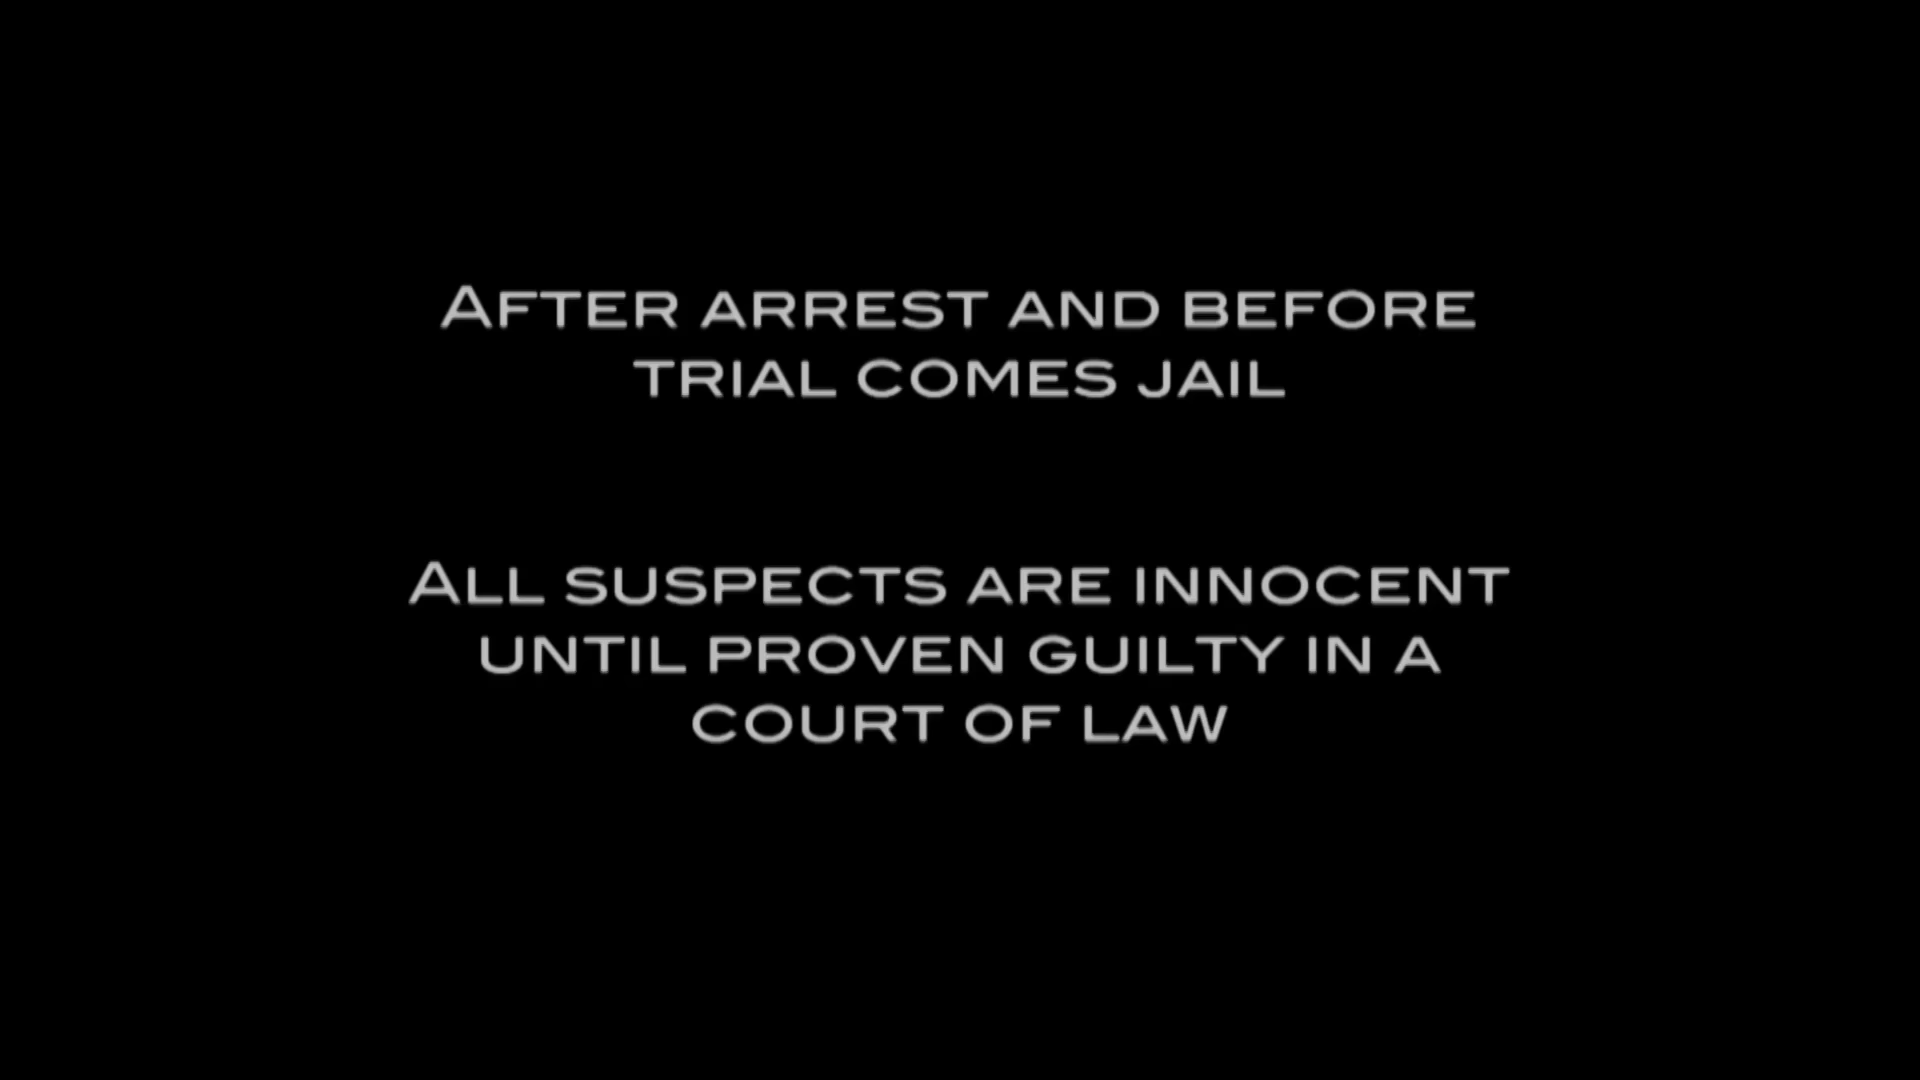 After arrest and before
trial comes jail
All suspects are innocent
until proven guilty in a
court of law